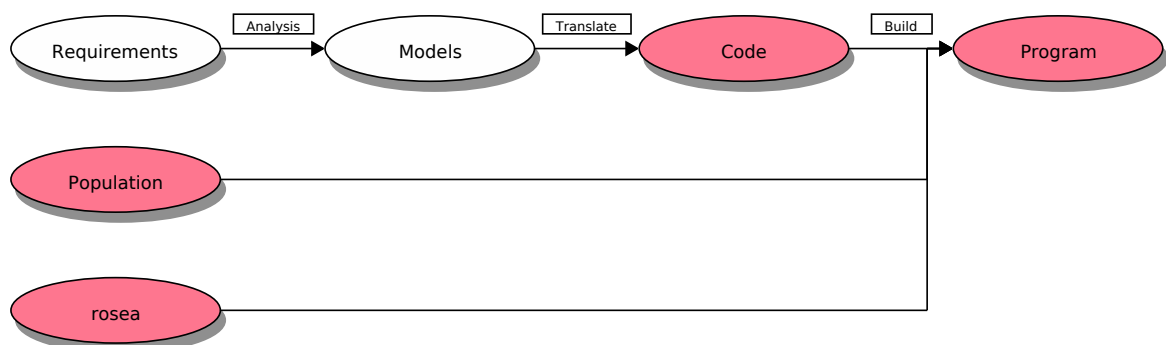 Analysis
Translate
Build
Requirements
Models
Code
Program
Population
rosea